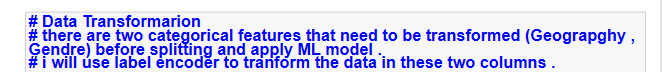 # Data Transformarion
# there are two categorical features that need to be transformed (Geograpghy ,
Gendre) before splitting and apply ML model .
# i will use label encoder to tranform the data in these two columns .